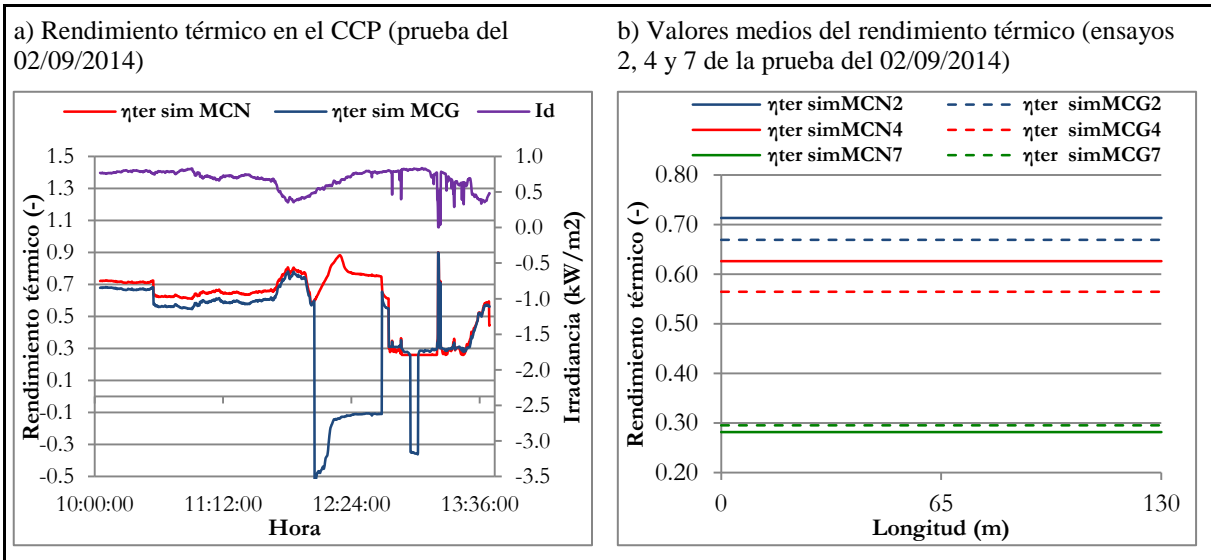 a) Rendimiento térmico en el CCP (prueba del
02/09/2014)
ηter sim MCN
ηter sim MCG
Id
Rendimiento térmico (-)
1.5
1.3
1.1
0.9
0.7
0.5
0.3
0.1
-0.1
-0.3
-0.5
1.0
0.5
0.0
-0.5
-1.0
-1.5
-2.0
-2.5
-3.0
-3.5
Irradiancia (kW/m2)
10:00:00
11:12:00
12:24:00
13:36:00
Hora
b) Valores medios del rendimiento térmico (ensayos
2, 4 y 7 de la prueba del 02/09/2014)
ηter simMCN2
ηter simMCG2
ηter simMCN4
ηter simMCG4
ηter simMCN7
ηter simMCG7
Rendimiento térmico (-)
0.80
0.70
0.60
0.50
0.40
0.30
0.20
0
65
130
Longitud (m)